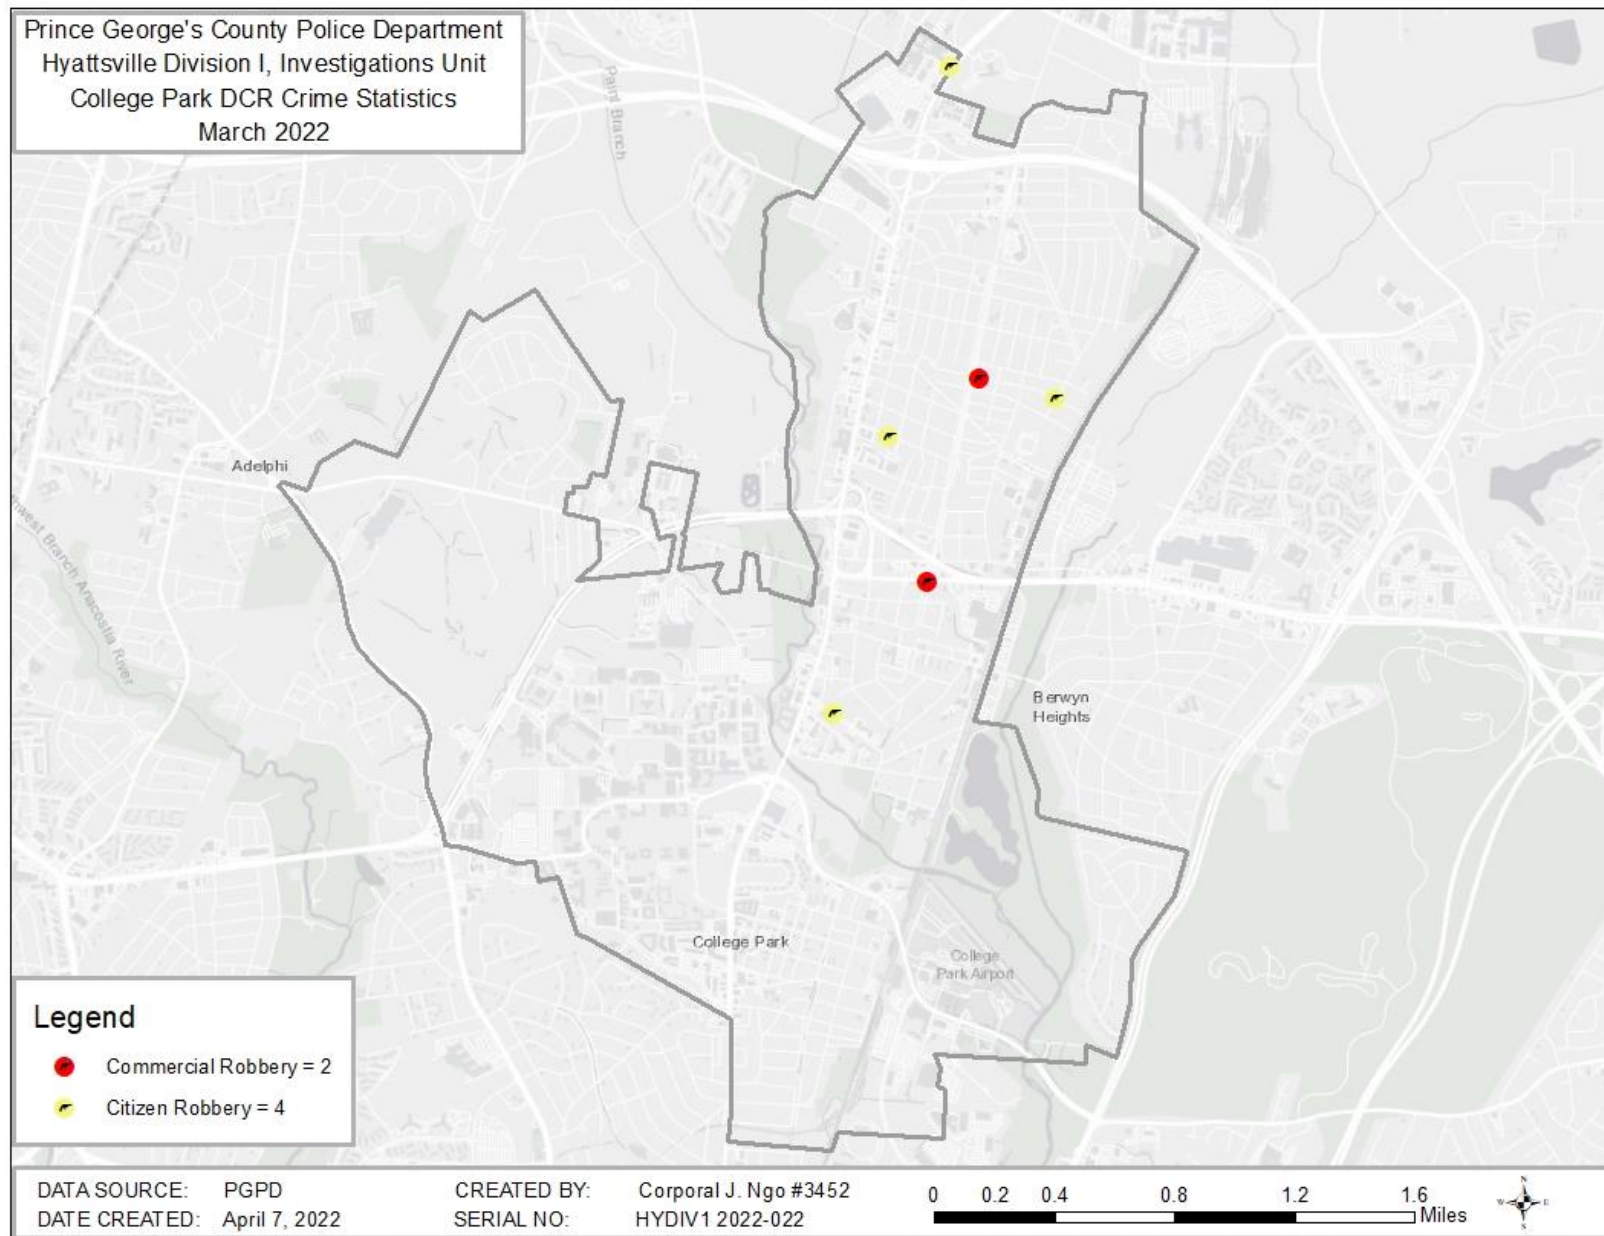 Prince George's County Police Department
Hyattsville Division I, Investigations Unit
College Park DCR Crime Statistics
March 2022
Paint Branch
Adelphi
Branch Anacostia River
Berwyn
Heights
College Park
College
Park Airport
Legend
Commercial Robbery = 2
Citizen Robbery = 4
DATA SOURCE: PGPD
DATE CREATED: April 7, 2022
CREATED BY: Corporal J. Ngo #3452
SERIAL NO: HYDIV1 2022-022
0 0.2 0.4 0.8 1.2 1.6
Miles
N
W E
S